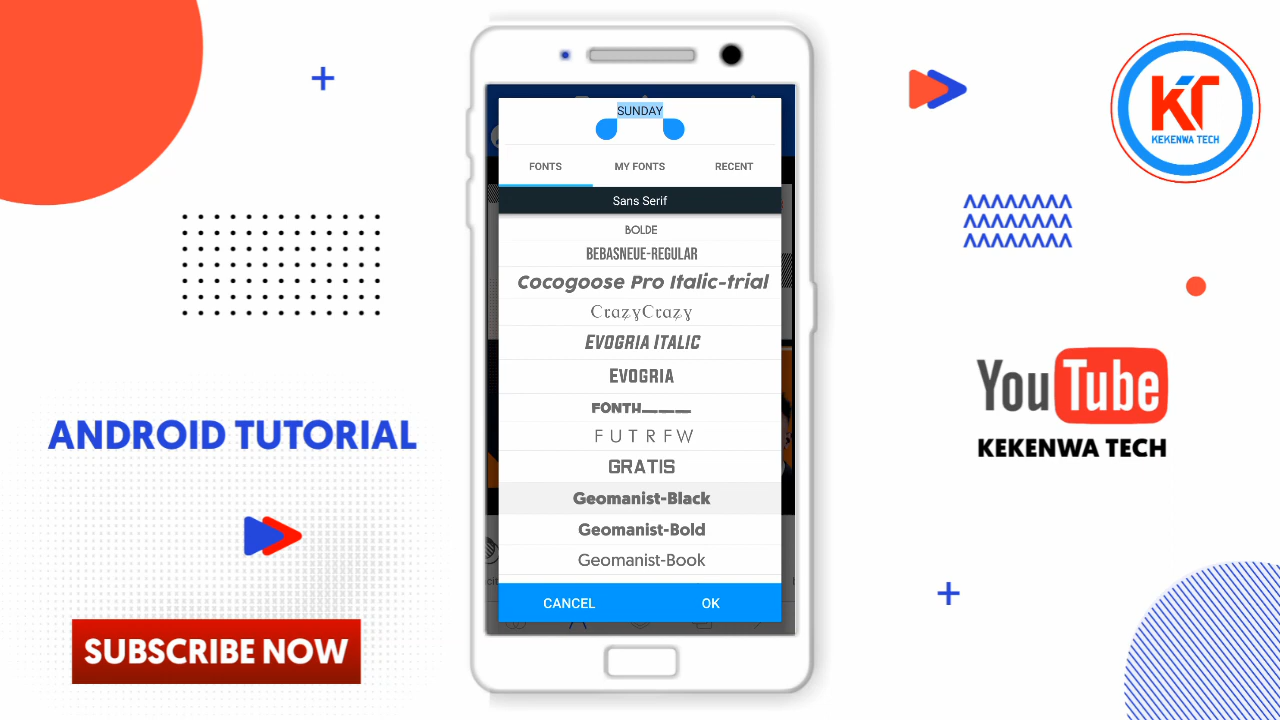 SUNDAY
FONTS MY FONTS RECENT
Sans Serif
BOLDE
BEBASNEUE-REGULAR
Cocogoose Pro Italic-trial
CrazyCrazy
EVOGRIA ITALIC
EVOGRIA
FONTH___
FUTRFW
GRATIS
Geomanist-Black
Geomanist-Bold
Geomanist-Book
CANCEL OK
ANDROID TUTORIAL
SUBSCRIBE NOW
KT
KEKENWA TECH
YouTube
KEKENWA TECH